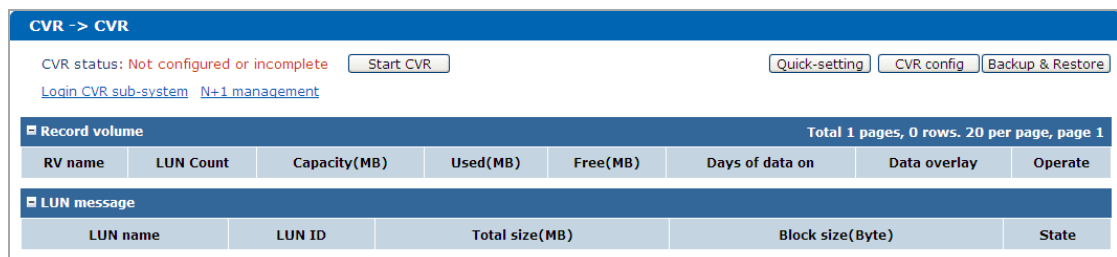 CVR -> CVR
CVR status: Not configured or incomplete Start CVR Quick-setting CVR config Backup & Restore
Login CVR sub-system N+1 management
Record volume Total 1 pages, 0 rows. 20 per page, page 1
RV name LUN Count Capacity(MB) Used(MB) Free(MB) Days of data on Data overlay Operate
LUN message
LUN name LUN ID Total size(MB) Block size(Byte) State